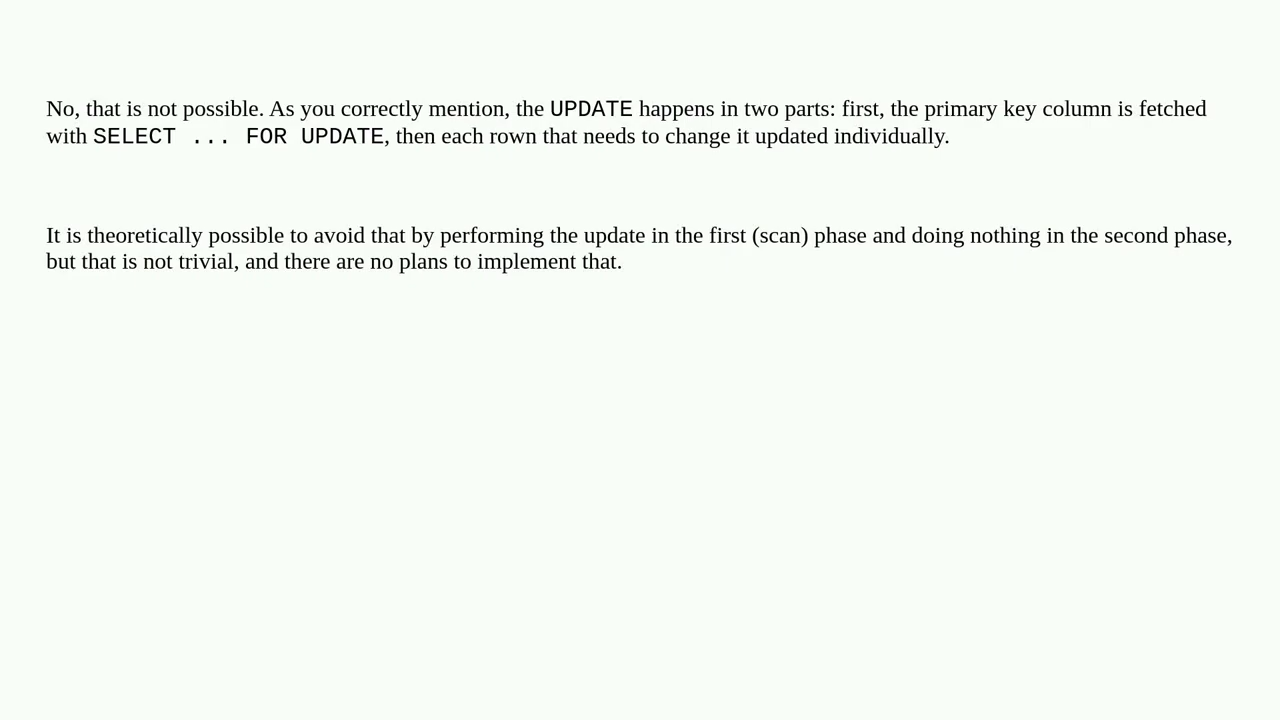 No, that is not possible. As you correctly mention, the UPDATE happens in two parts: first, the primary key column is fetched
with SELECT ... FOR UPDATE, then each rown that needs to change it updated individually.
It is theoretically possible to avoid that by performing the update in the first (scan) phase and doing nothing in the second phase,
but that is not trivial, and there are no plans to implement that.